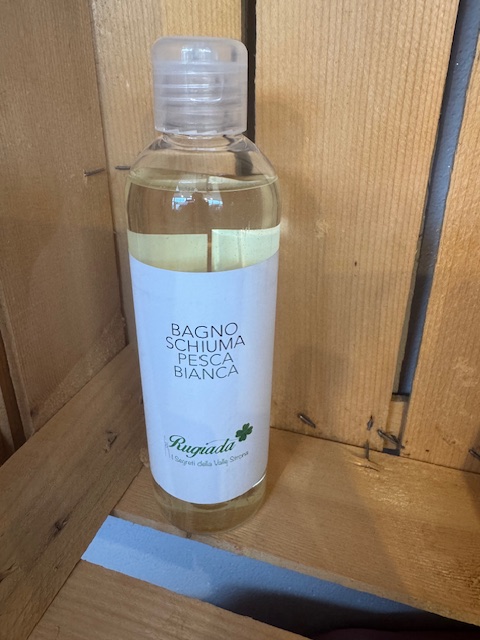 BAGNO
SCHIUMA
PESCA
BIANCA
Rugiada
I Segreti della Valle Strona